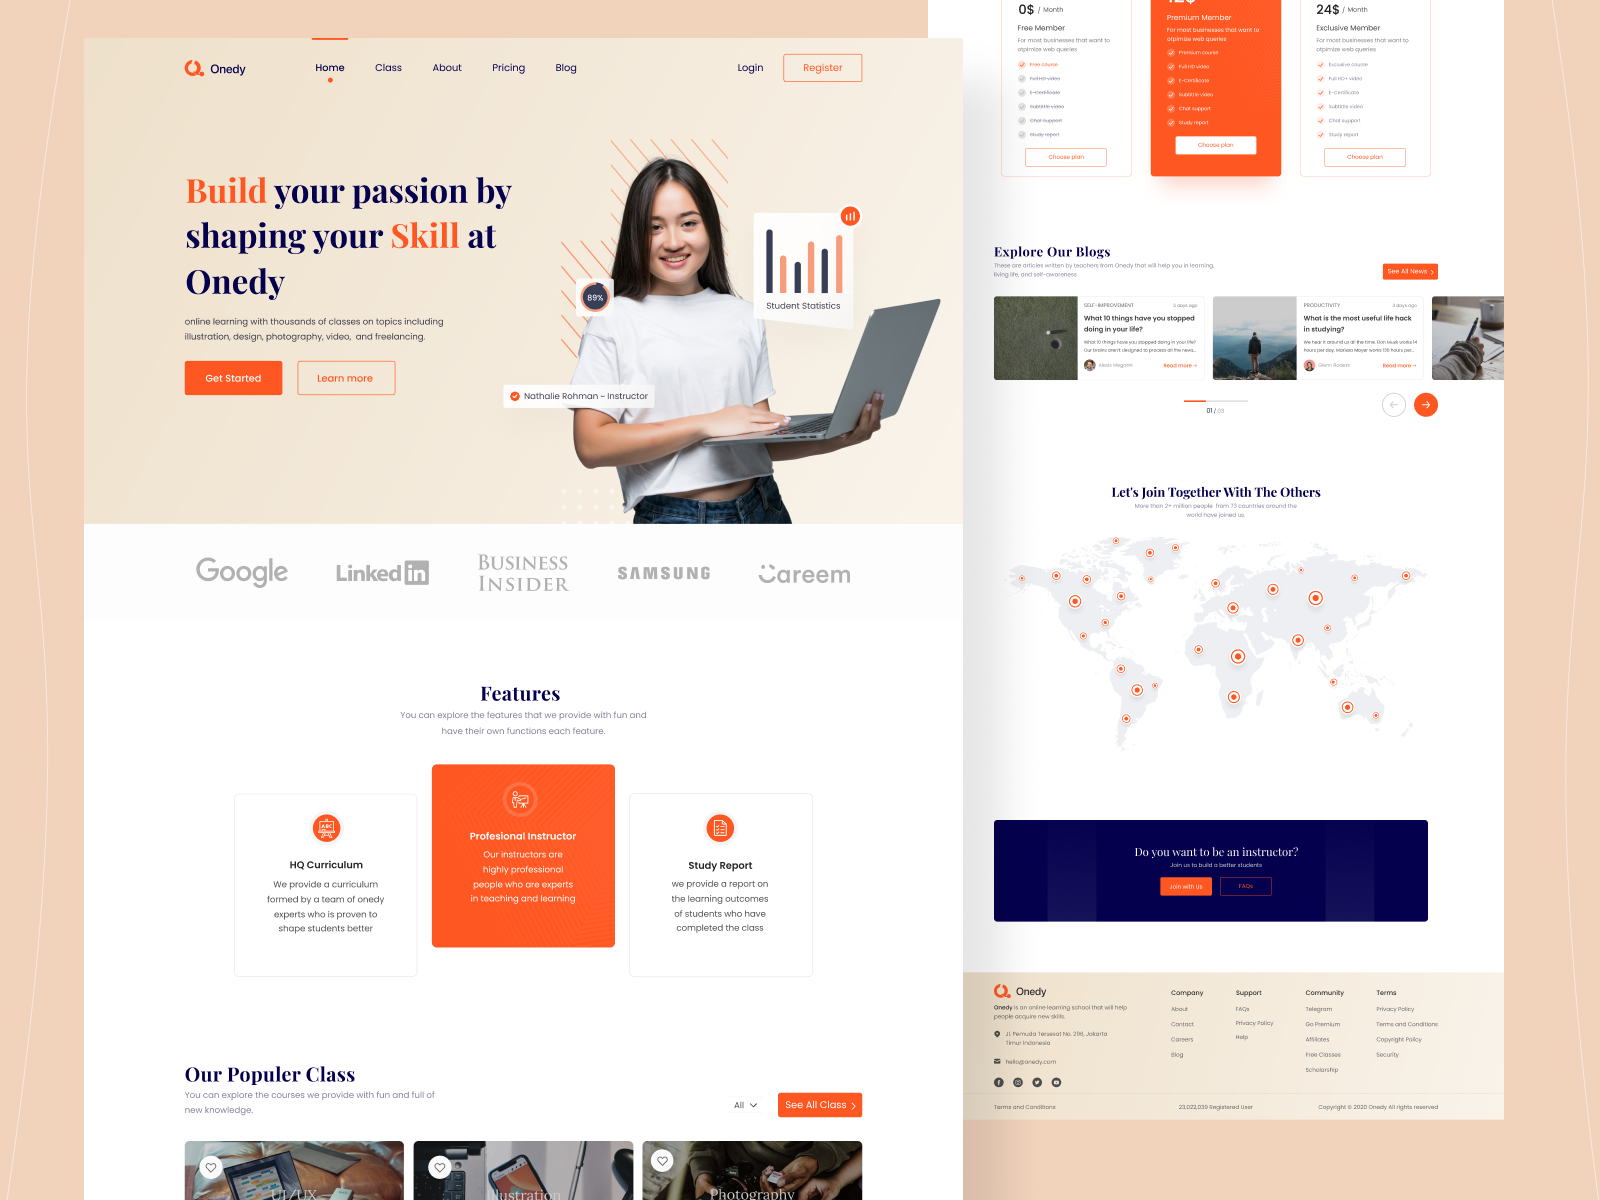 Onedy
Home
Class
About
Pricing
Blog
Login
Register
Build your passion by
shaping your Skill at
Onedy
online learning with thousands of classes on topics including
illustration, design, photography, video, and freelancing.
Get Started
Learn more
89%
Student Statistics
Nathalie Rohman - Instructor
Google
Linked in
BUSINESS
INSIDER
SAMSUNG
Careem
Features
You can explore the features that we provide with fun and
have their own functions each feature.
ABC
HQ Curriculum
We provide a curriculum
formed by a team of onedy
experts who is proven to
shape students better
Profesional Instructor
Our instructors are
highly professional
people who are experts
in teaching and learning
Study Report
we provide a report on
the learning outcomes
of students who have
completed the class
Our Populer Class
You can explore the courses we provide with fun and full of
new knowledge.
All
See All Class
UI/UX
Illustration
Photography
0$ / Month
Free Member
For most businesses that want to
otpimize web queries
Free course
Full HD video
E-Certificate
Subtitle video
Chat support
Study report
Choose plan
12$
Premium Member
For most businesses that want to
otpimize web queries
Premium course
Full HD video
E-Certificate
Subtitle video
Chat support
Study report
Choose plan
24$ / Month
Exclusive Member
For most businesses that want to
otpimize web queries
Exclusive course
Full HD+ video
E-Certificate
Subtitle video
Chat support
Study report
Choose plan
Explore Our Blogs
These are articles written by teachers from Onedy that will help you in learning,
living life, and self-awareness
See All News
SELF-IMPROVEMENT
3 days ago
What 10 things have you stopped
doing in your life?
What 10 things have you stopped doing in your life?
Our brains aren't designed to process all the news...
Alexis Megami
Read more →
PRODUCTIVITY
3 days ago
What is the most useful life hack
in studying?
We hear it around us all the time. Elon Musk works 14
hours per day. Marissa Mayer works 130 hours per...
Glenn Rodars
Read more →
01 / 03
Let's Join Together With The Others
More than 2+ million people from 73 countries around the
world have joined us.
Do you want to be an instructor?
Join us to build a better students
Join with Us
FAQs
Onedy
Onedy is an online learning school that will help
people acquire new skills.
Jl. Pemuda Tersesat No. 298, Jakarta
Timur Indonesia
hello@onedy.com
Company
About
Contact
Careers
Blog
Support
FAQs
Privacy Policy
Help
Community
Telegram
Go Premium
Affiliates
Free Classes
Scholarship
Terms
Privacy Policy
Terms and Conditions
Copyright Policy
Security
Terms and Conditions
23,023,039 Registered User
Copyright © 2020 Onedy All rights reserved